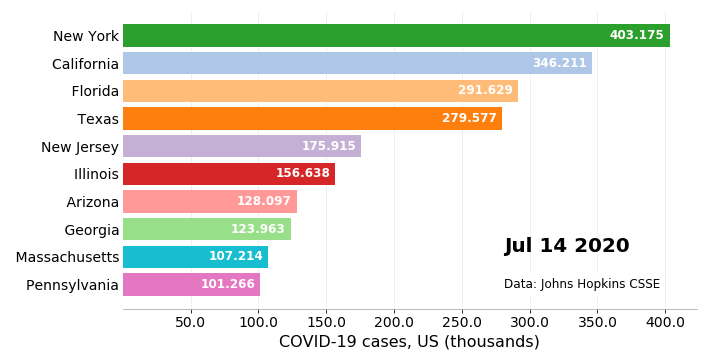 New York 403.175
California 346.211
Florida 291.629
Texas 279.577
New Jersey 175.915
Illinois 156.638
Arizona 128.097
Georgia 123.963
Massachusetts 107.214
Pennsylvania 101.266
Jul 14 2020
Data: Johns Hopkins CSSE
50.0 100.0 150.0 200.0 250.0 300.0 350.0 400.0
COVID-19 cases, US (thousands)